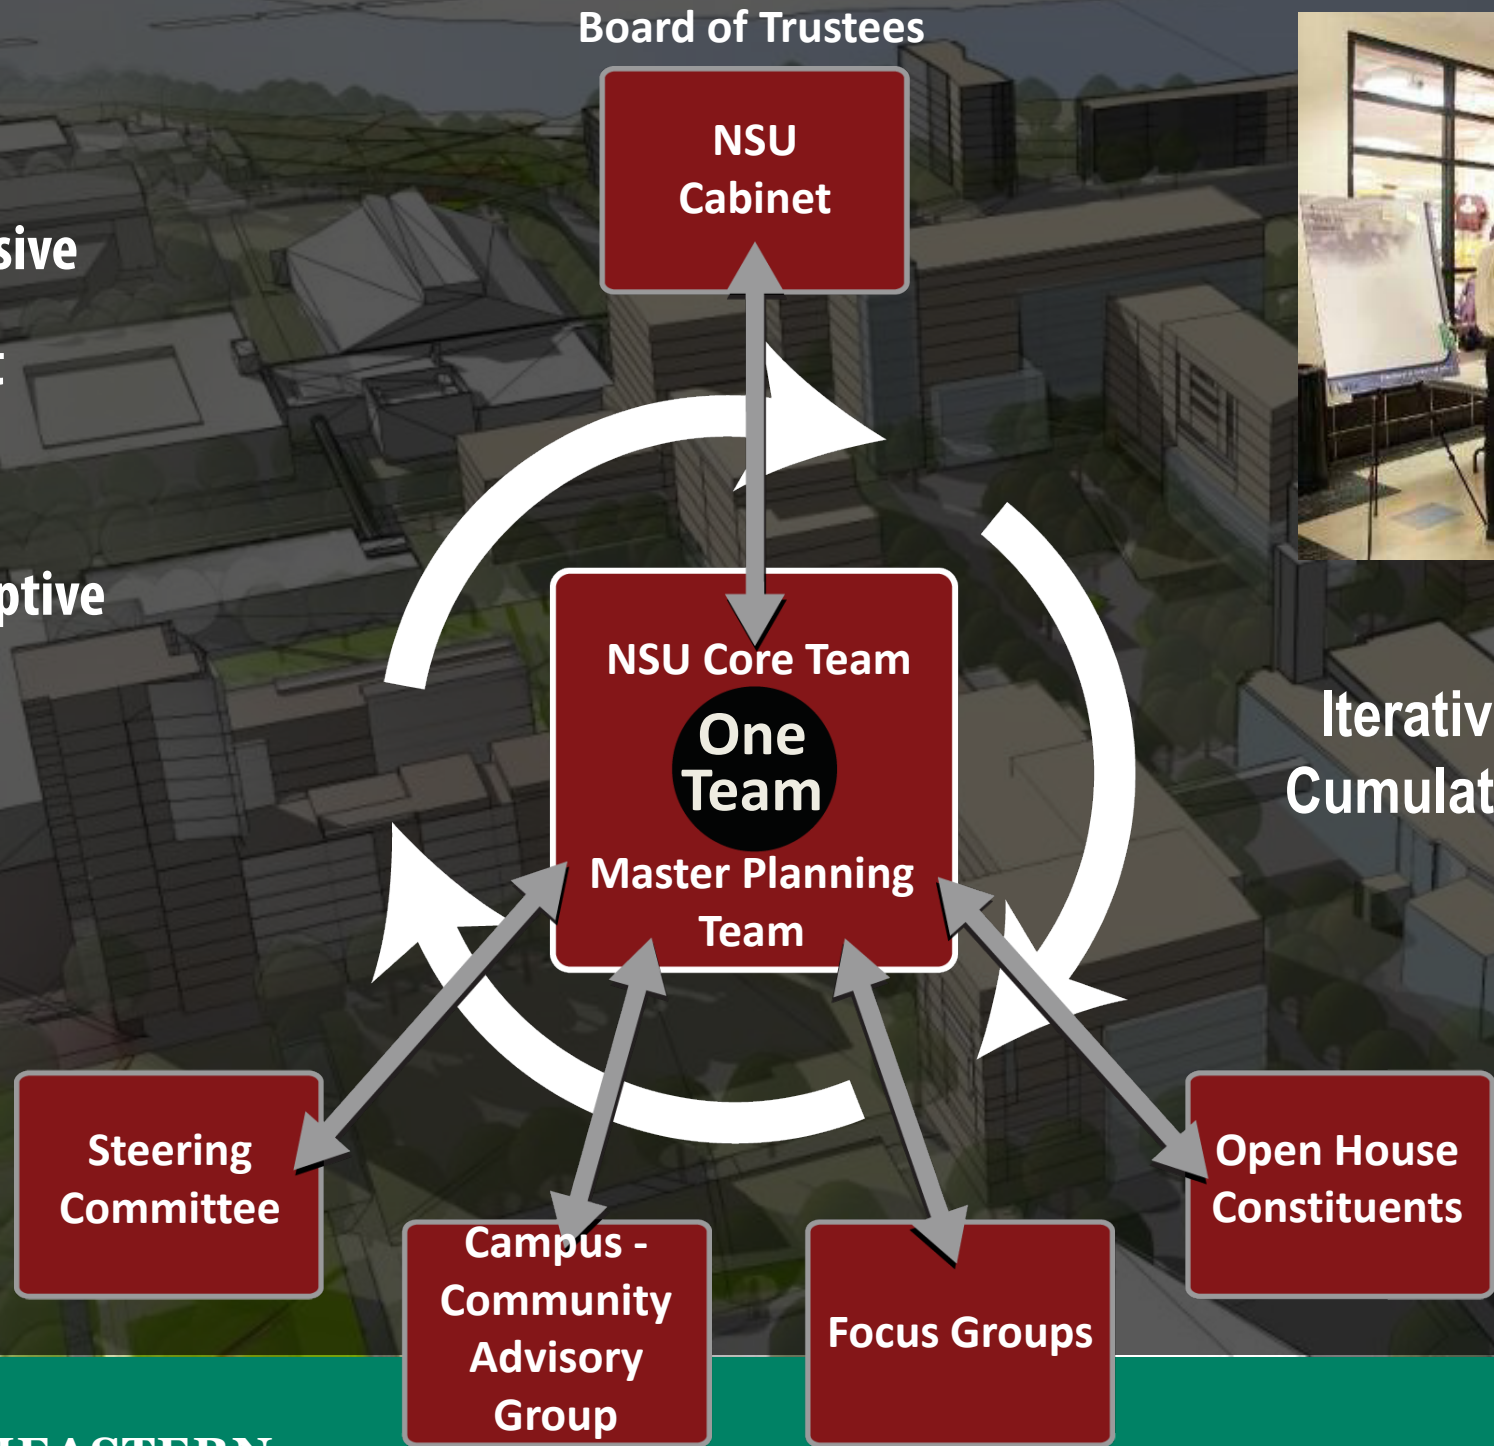 Board of Trustees
NSU
Cabinet
sive
ptive
NSU Core Team
One
Team
Master Planning
Team
Iterativ
Cumulat
Steering
Committee
Campus -
Community
Advisory
Group
Focus Groups
Open House
Constituents